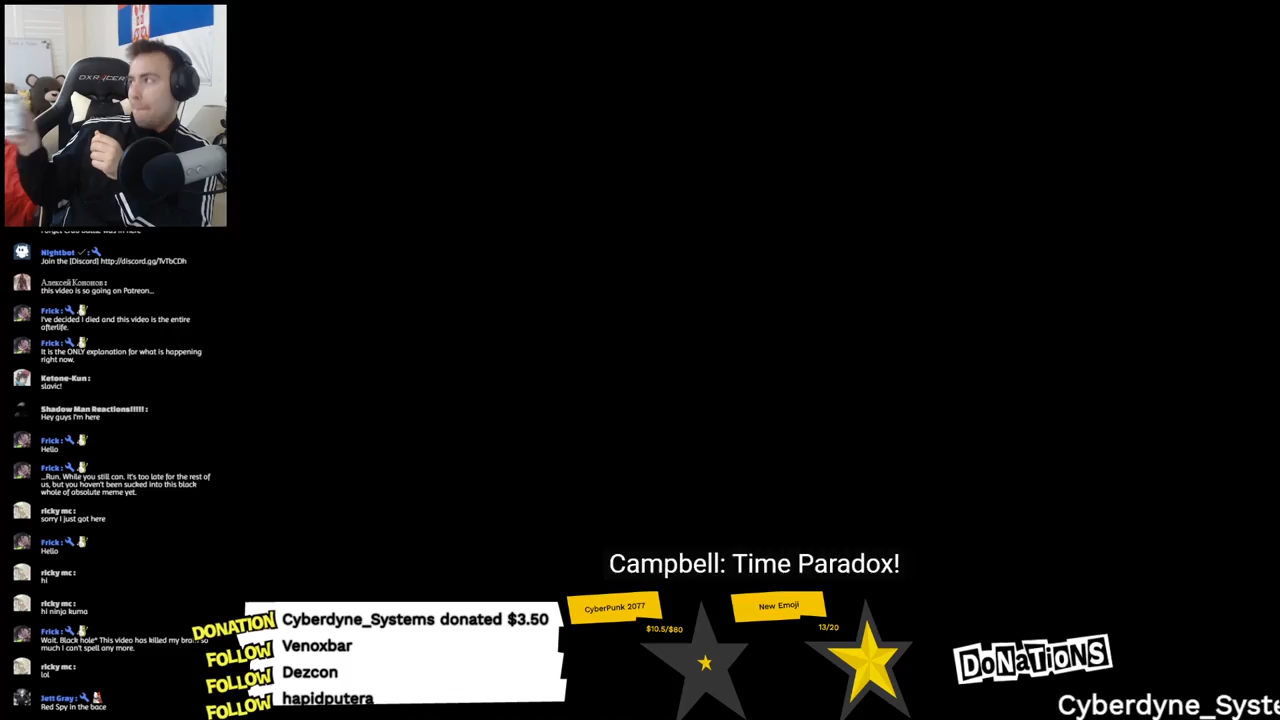 DXRACER
Nightbot
Join the [Discord] http://discord.gg/1VTbCDh
Алексей Кононов :
this video is so going on Patreon...
Frick :
I've decided I died and this video is the entire
afterlife.
Frick :
It is the ONLY explanation for what is happening
right now.
Ketone-Kun :
slavic!
Shadow Man Reactions!!!!! :
Hey guys I'm here
Frick :
Hello
Frick :
...Run. While you still can. It's too late for the rest of
us, but you haven't been sucked into this black
whole of absolute meme yet.
ricky mc :
sorry I just got here
Frick :
Hello
ricky mc :
hi
ricky mc :
hi ninja kuma
Frick :
Wait. Black hole* This video has killed my brain so
much I can't spell any more.
ricky mc :
lol
Jett Gray :
Red Spy in the bace
Campbell: Time Paradox!
DONATION Cyberdyne_Systems donated $3.50
FOLLOW Venoxbar
FOLLOW Dezcon
FOLLOW hapidputera
CyberPunk 2077
$10.5/$80
New Emoji
13/20
DoNaTiONS
Cyberdyne_Syste